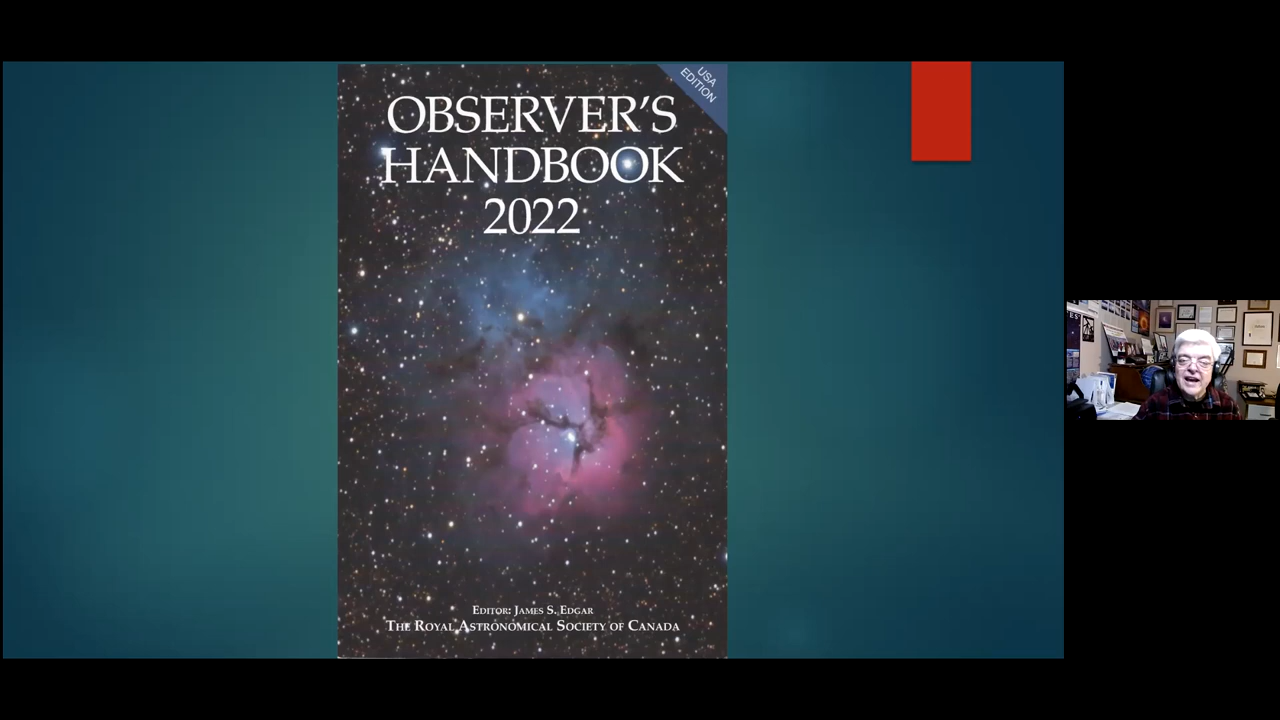 USA
EDITION
OBSERVER'S
HANDBOOK
2022
EDITOR: JAMES S. EDGAR
THE ROYAL ASTRONOMICAL SOCIETY OF CANADA